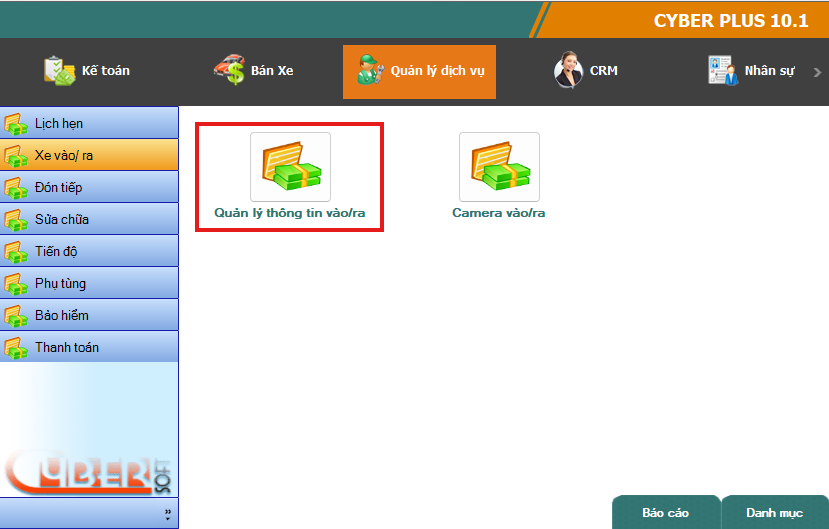 CYBER PLUS 10.1
Kế toán
Bán Xe
Quản lý dịch vụ
CRM
Nhân sự
Lịch hẹn
Xe vào/ ra
Đón tiếp
Sửa chữa
Tiến độ
Phụ tùng
Bảo hiểm
Thanh toán
Quản lý thông tin vào/ra
Camera vào/ra
CYBER SOFT
Báo cáo
Danh mục